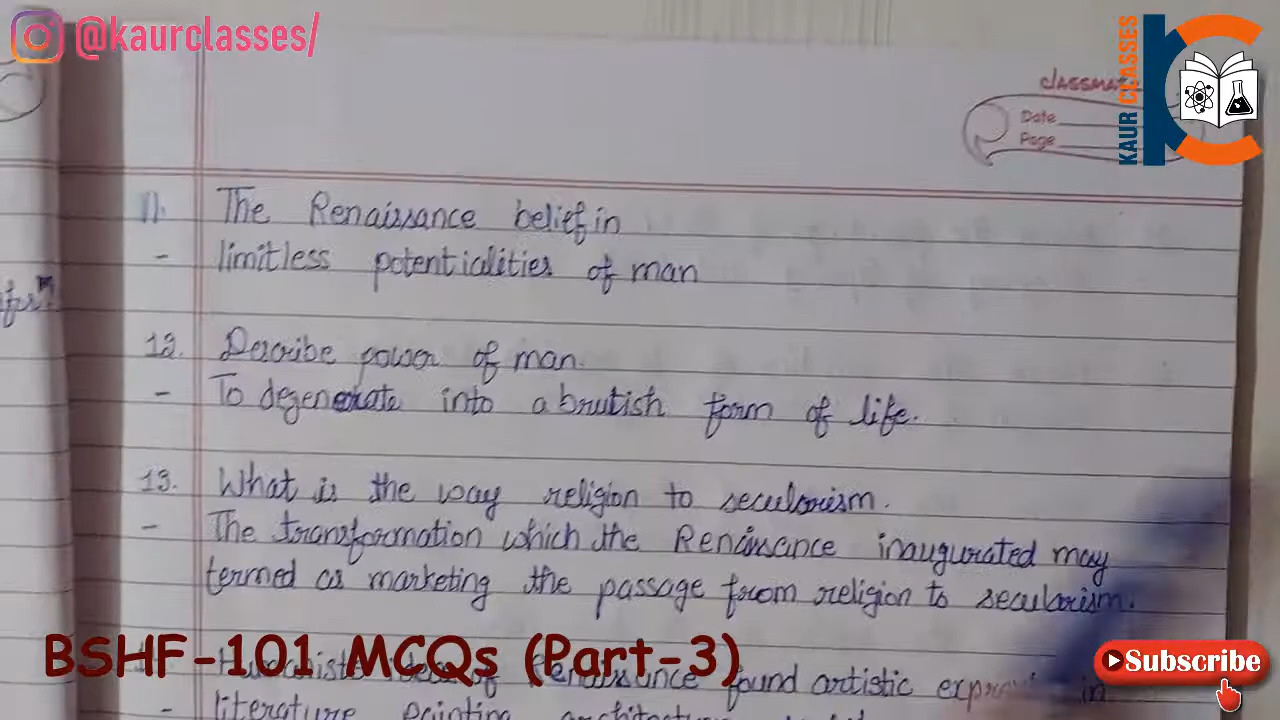 @kaurclasses/
KAUR CLASSES
CLASSMATE
Date
Page
11. The Renaissance belief in
- limitless potentialities of man
12. Describe power of man.
- To degenerate into a brutish form of life.
13. What is the way religion to secularism.
- The transformation which the Renaissance inaugurated may
termed as marketing the passage from religion to secularism.
BSHF-101 MCQs (Part-3)
of Renaissance found artistic in
- literature painting
Subscribe